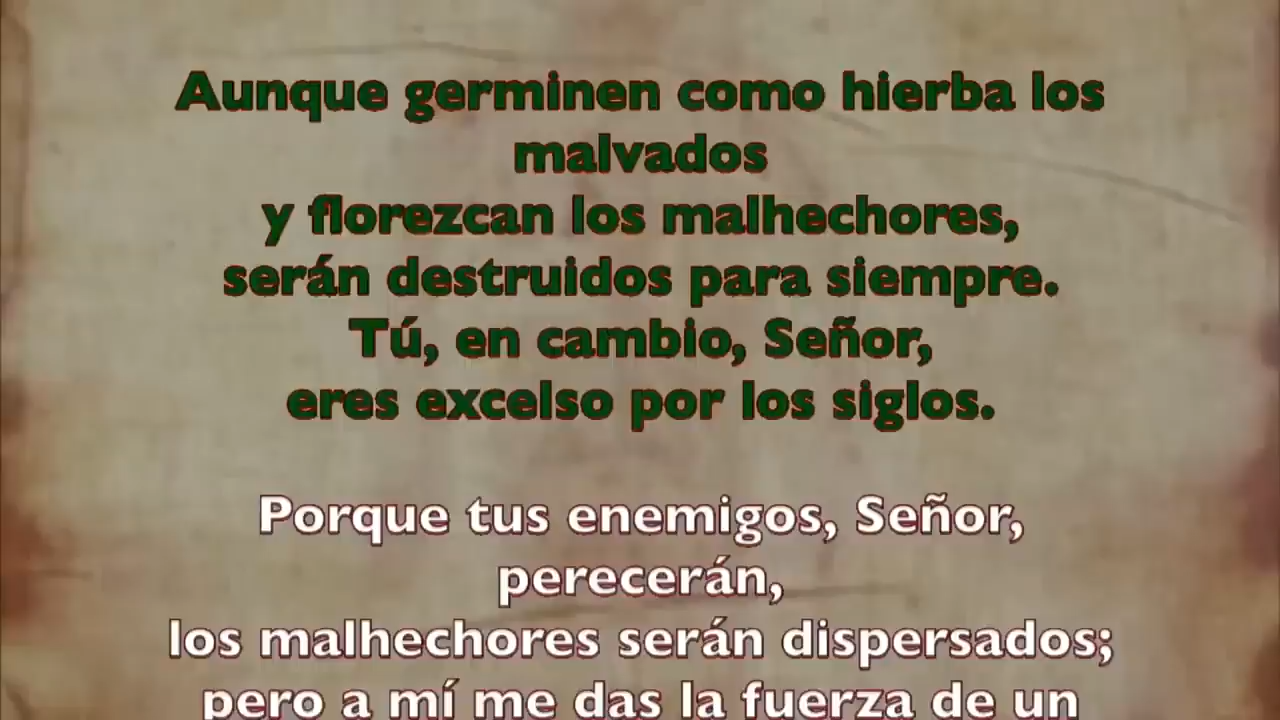 Aunque germinen como hierba los
malvados
y florezcan los malhechores,
serán destruidos para siempre.
Tú, en cambio, Señor,
eres excelso por los siglos.
Porque tus enemigos, Señor,
perecerán,
los malhechores serán dispersados;
pero a mí me das la fuerza de un